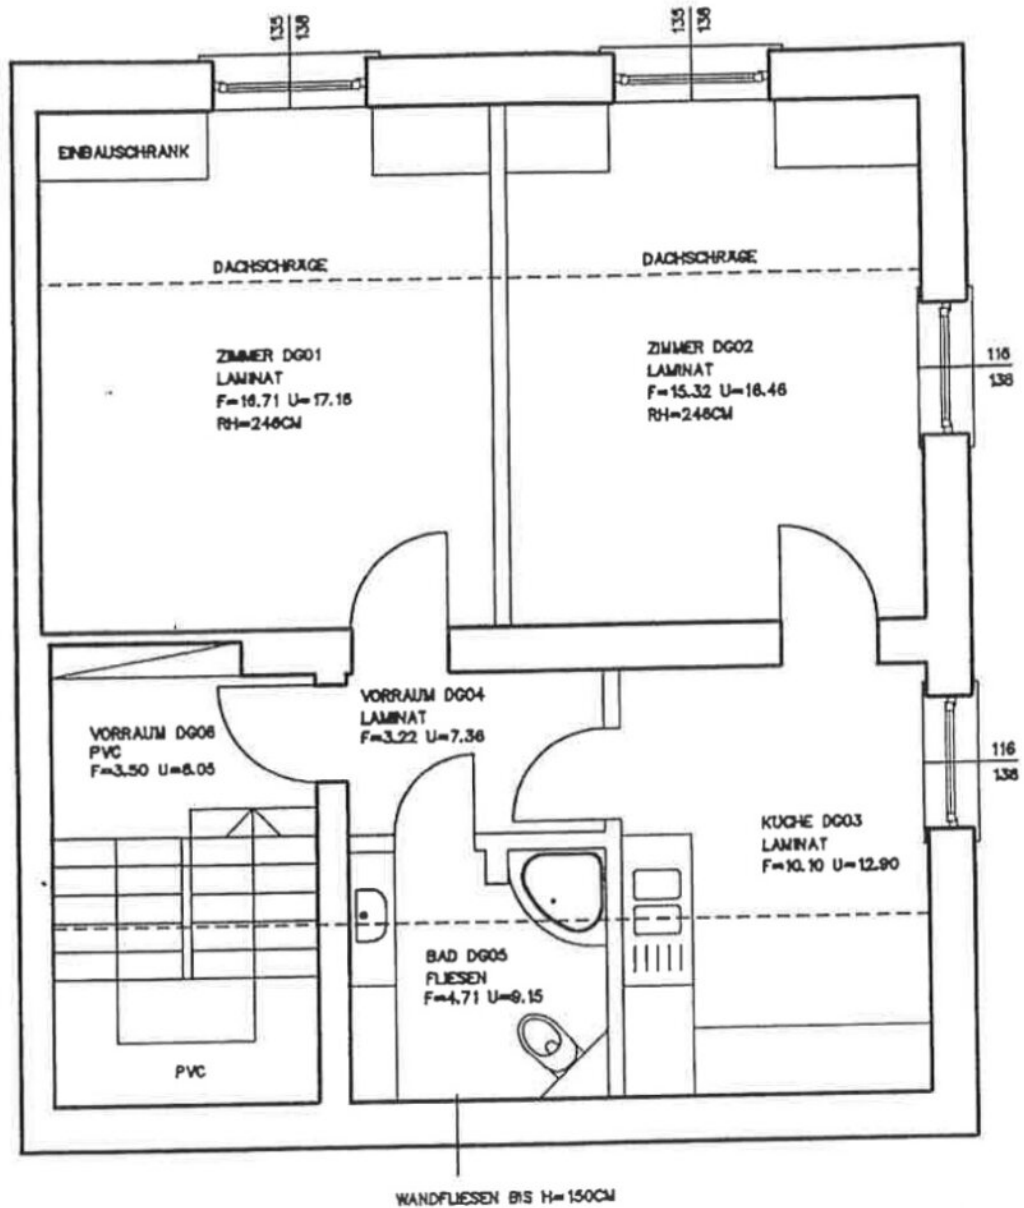 135
138
135
138
EINBAUSCHRANK
DACHSCHRÄGE
DACHSCHRÄGE
ZIMMER DG01
LAMINAT
F=16.71 U=17.16
RH=246CM
ZIMMER DG02
LAMINAT
F=15.32 U=16.46
RH=246CM
116
138
VORRAUM DG04
LAMINAT
F=3.22 U=7.36
VORRAUM DG06
PVC
F=3.50 U=8.05
116
138
KÜCHE DG03
LAMINAT
F=10.10 U=12.90
BAD DG05
FLIESEN
F=4.71 U=9.15
PVC
WANDFLIESEN BIS H=150CM